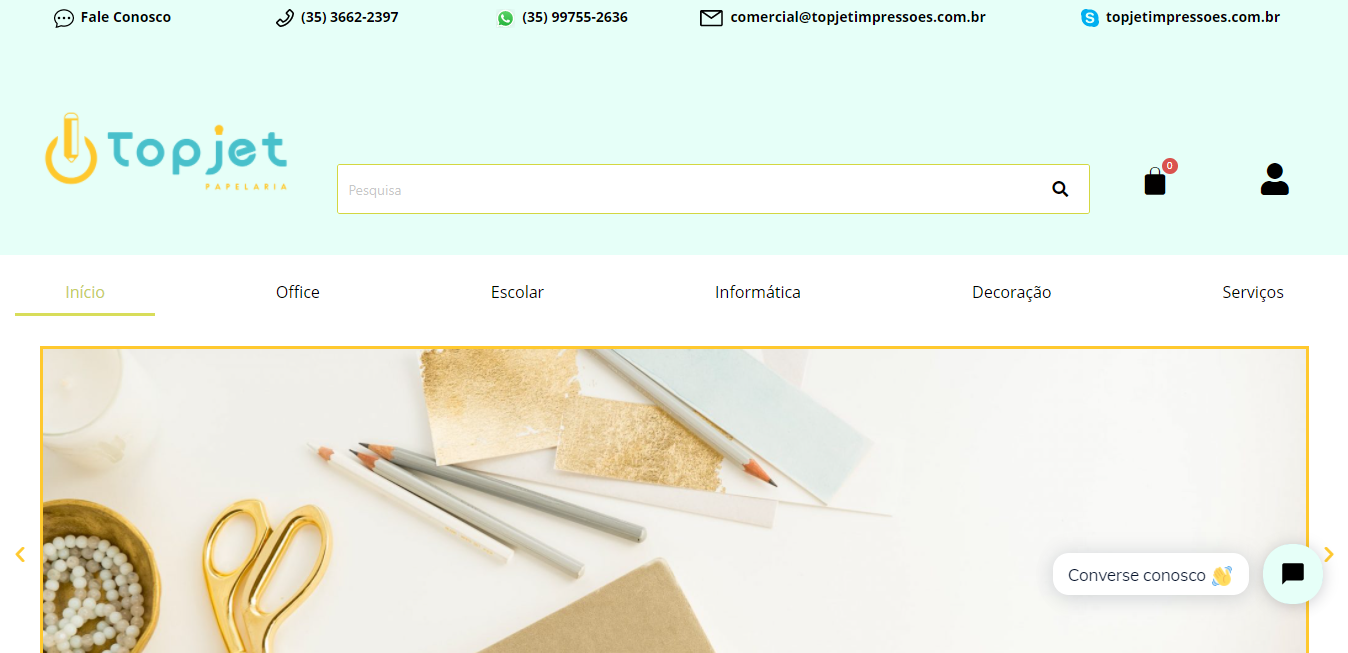 Fale Conosco
(35) 3662-2397
(35) 99755-2636
comercial@topjetimpressoes.com.br
topjetimpressoes.com.br
Topjet
PAPELARIA
Pesquisa
0
Início
Office
Escolar
Informática
Decoração
Serviços
Converse conosco 👋